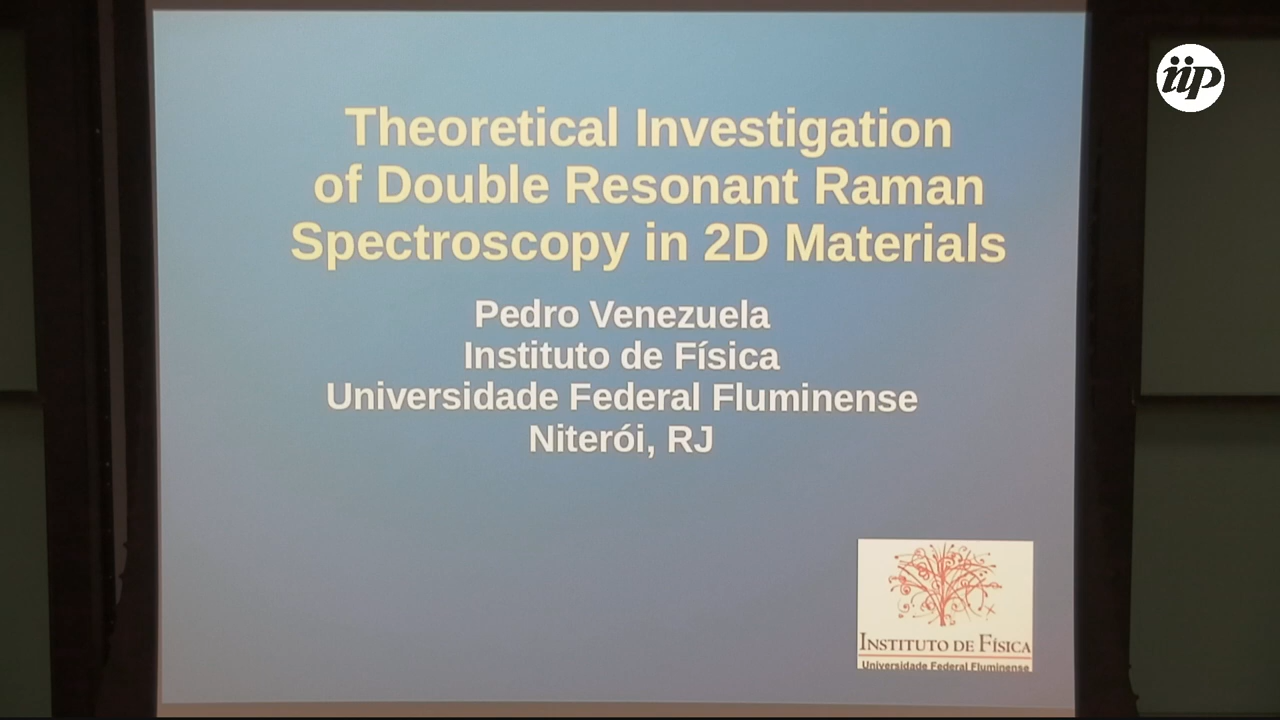 iip
Theoretical Investigation
of Double Resonant Raman
Spectroscopy in 2D Materials
Pedro Venezuela
Instituto de Física
Universidade Federal Fluminense
Niterói, RJ
INSTITUTO DE FÍSICA
Universidade Federal Fluminense